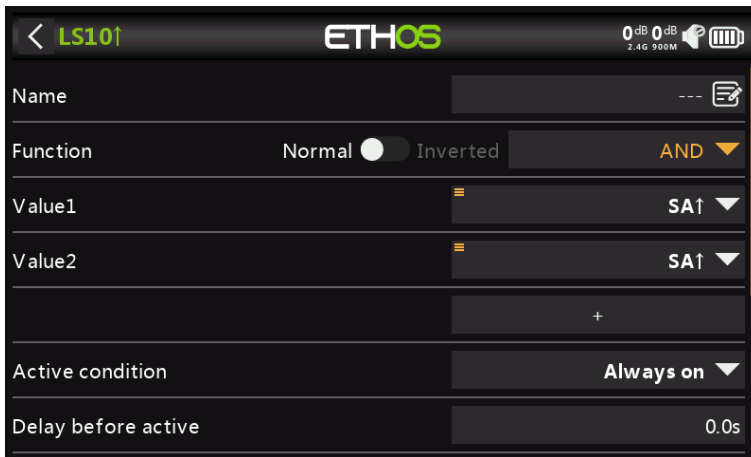 LS10↑ ETHOS 0dB 0dB
2.4G 900M
Name ---
Function Normal Inverted AND
Value1 SA↑
Value2 SA↑
+
Active condition Always on
Delay before active 0.0s